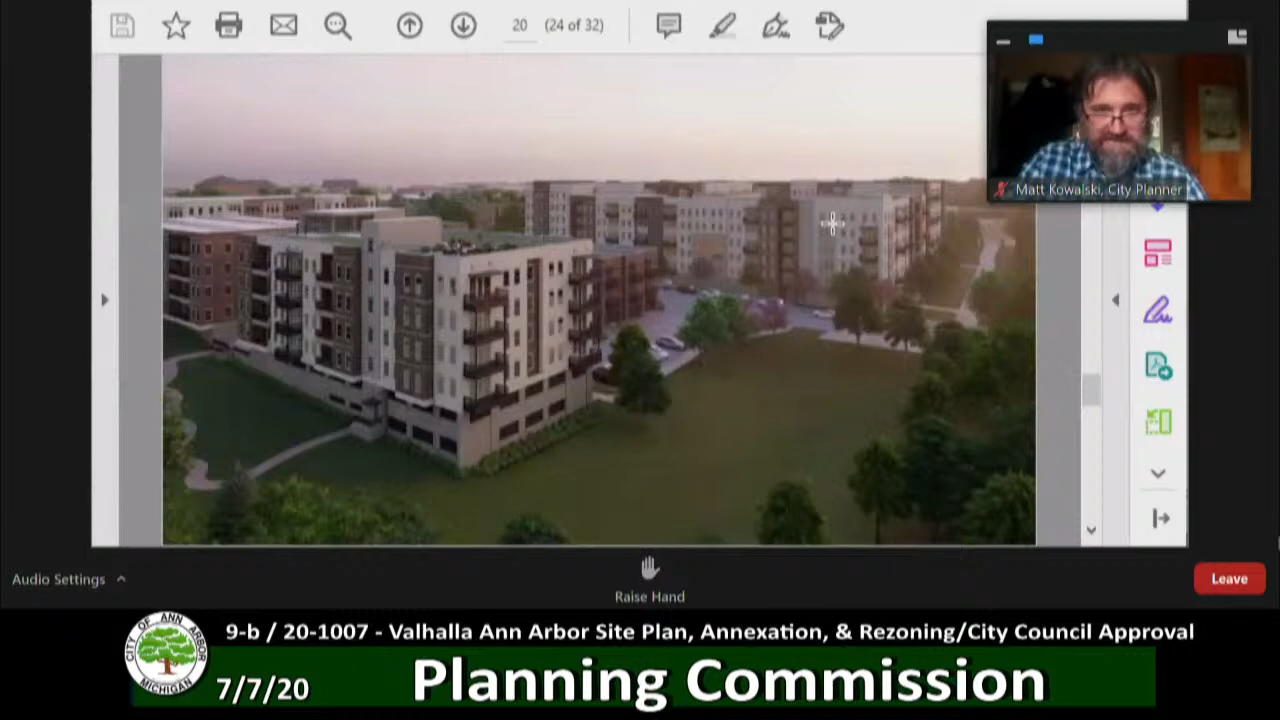 20 (24 of 32)
Matt Kowalski, City Planner
Audio Settings
Raise Hand
Leave
CITY OF ANN ARBOR
MICHIGAN
9-b / 20-1007 - Valhalla Ann Arbor Site Plan, Annexation, & Rezoning/City Council Approval
7/7/20
Planning Commission